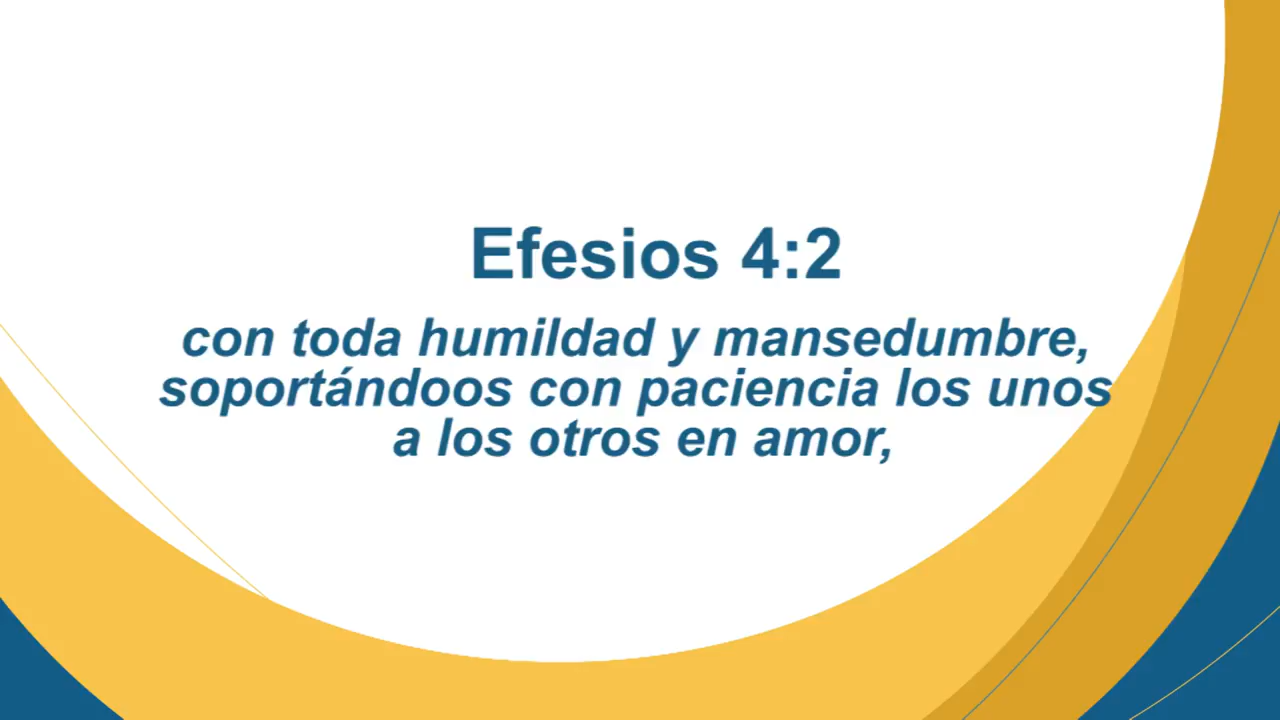 Efesios 4:2
con toda humildad y mansedumbre,
soportándoos con paciencia los unos
a los otros en amor,